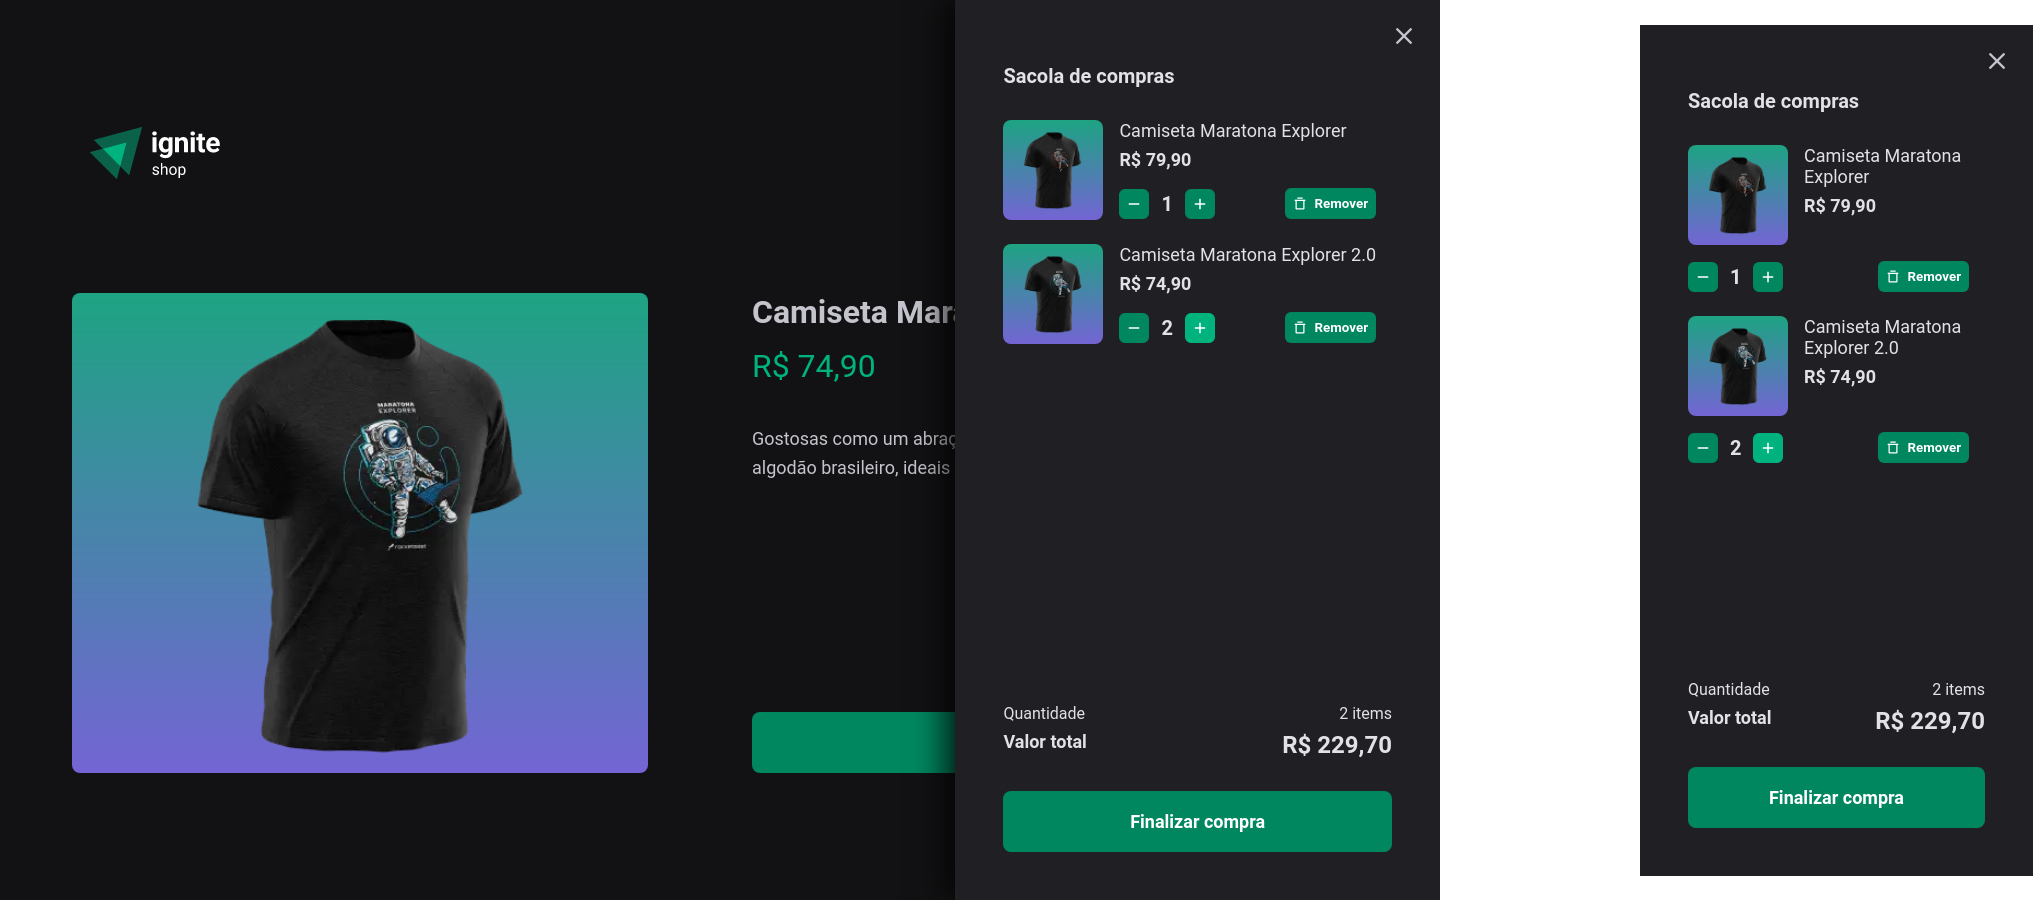 ignite
shop
Camiseta Mar
R$ 74,90
Gostosas como um abraç
algodão brasileiro, ideais
MARATONA
EXPLORER
Sacola de compras
Camiseta Maratona Explorer
R$ 79,90
1
Remover
Camiseta Maratona Explorer 2.0
R$ 74,90
2
Remover
Quantidade 2 items
Valor total R$ 229,70
Finalizar compra
Sacola de compras
Camiseta Maratona
Explorer
R$ 79,90
1
Remover
Camiseta Maratona
Explorer 2.0
R$ 74,90
2
Remover
Quantidade 2 items
Valor total R$ 229,70
Finalizar compra